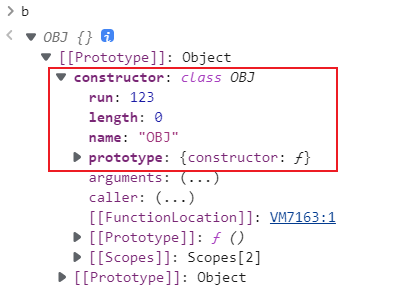 > b
OBJ {} i
[[Prototype]]: Object
constructor: class OBJ
run: 123
length: 0
name: "OBJ"
prototype: {constructor: ƒ}
arguments: (...)
caller: (...)
[[FunctionLocation]]: VM7163:1
[[Prototype]]: ƒ ()
[[Scopes]]: Scopes[2]
[[Prototype]]: Object